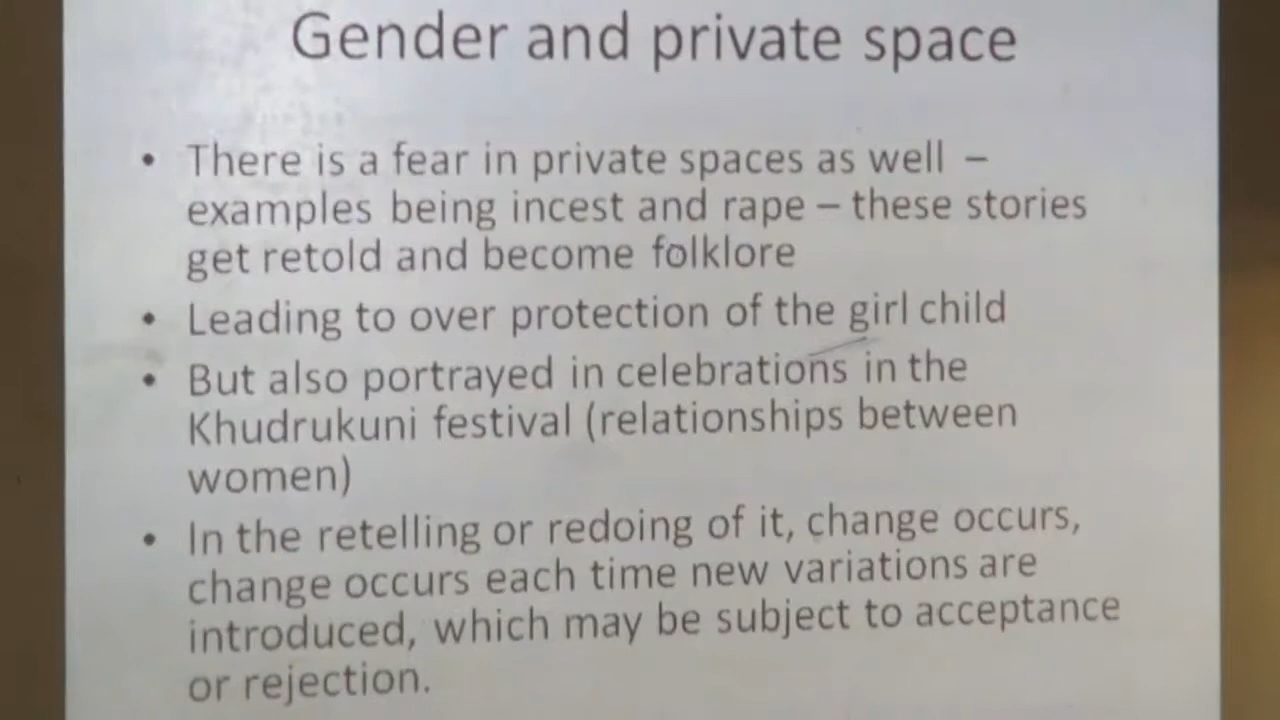 Gender and private space
• There is a fear in private spaces as well –
examples being incest and rape – these stories
get retold and become folklore
• Leading to over protection of the girl child
• But also portrayed in celebrations in the
Khudrukuni festival (relationships between
women)
• In the retelling or redoing of it, change occurs,
change occurs each time new variations are
introduced, which may be subject to acceptance
or rejection.